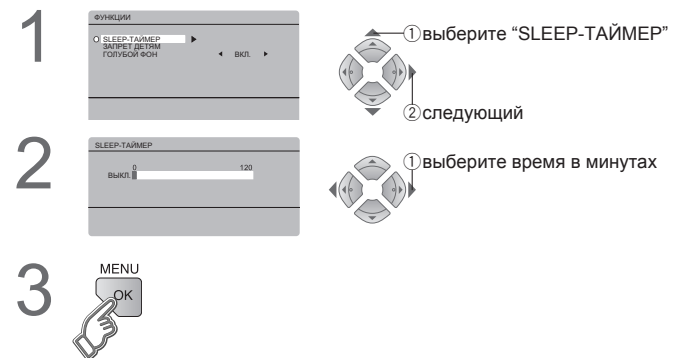 1
ФУНКЦИИ
SLEEP-ТАЙМЕР
ЗАПРЕТ ДЕТЯМ
ГОЛУБОЙ ФОН ВКЛ.
①выберите “SLEEP-ТАЙМЕР”
②следующий
2
SLEEP-ТАЙМЕР
0 120
ВЫКЛ.
①выберите время в минутах
3
MENU
OK